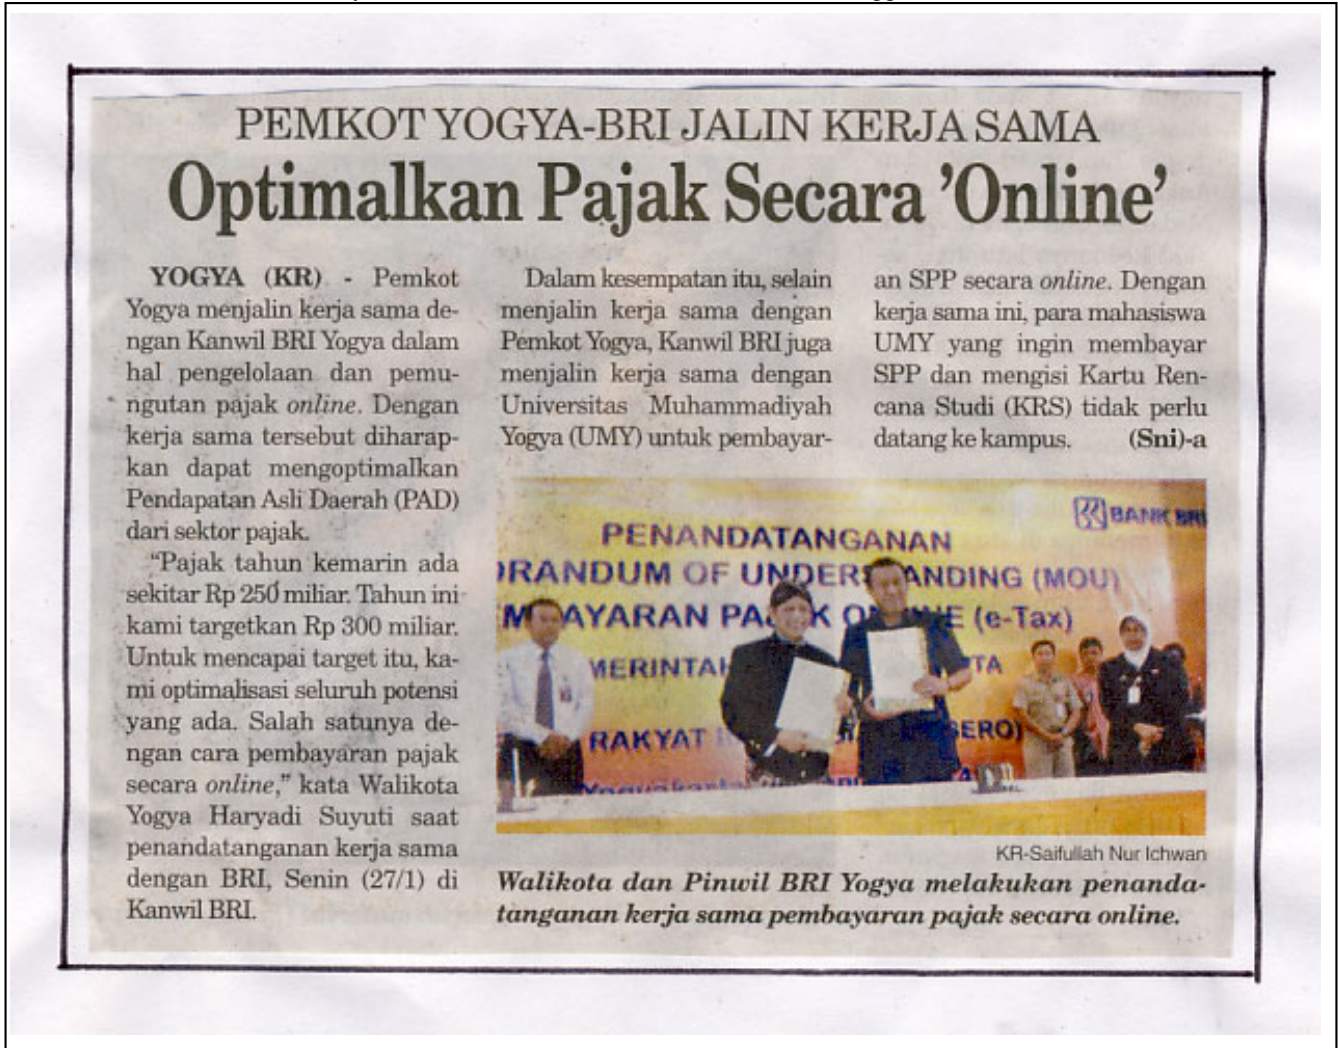 PEMKOT YOGYA-BRI JALIN KERJA SAMA
Optimalkan Pajak Secara 'Online'
YOGYA (KR) - Pemkot
Yogya menjalin kerja sama de-
ngan Kanwil BRI Yogya dalam
hal pengelolaan dan pemu-
ngutan pajak online. Dengan
kerja sama tersebut diharap-
kan dapat mengoptimalkan
Pendapatan Asli Daerah (PAD)
dari sektor pajak.
"Pajak tahun kemarin ada
sekitar Rp 250 miliar. Tahun ini
kami targetkan Rp 300 miliar.
Untuk mencapai target itu, ka-
mi optimalisasi seluruh potensi
yang ada. Salah satunya de-
ngan cara pembayaran pajak
secara online," kata Walikota
Yogya Haryadi Suyuti saat
penandatanganan kerja sama
dengan BRI, Senin (27/1) di
Kanwil BRI.
Dalam kesempatan itu, selain
menjalin kerja sama dengan
Pemkot Yogya, Kanwil BRI juga
menjalin kerja sama dengan
Universitas Muhammadiyah
Yogya (UMY) untuk pembayar-
an SPP secara online. Dengan
kerja sama ini, para mahasiswa
UMY yang ingin membayar
SPP dan mengisi Kartu Ren-
cana Studi (KRS) tidak perlu
datang ke kampus. (Sni)-a
BANK BRI
PENANDATANGANAN
ORANDUM OF UNDERSTANDING (MOU)
EMBAYARAN PAJAK ONLINE (e-Tax)
MERINTAH TA
RAKYAT SERO)
KR-Saifullah Nur Ichwan
Walikota dan Pinwil BRI Yogya melakukan penanda-
tanganan kerja sama pembayaran pajak secara online.